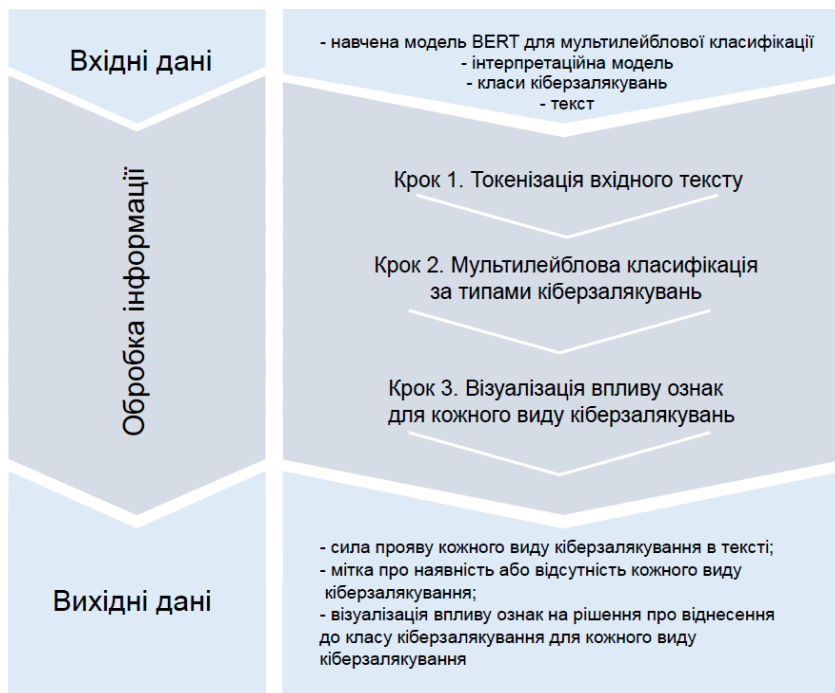 Вхідні дані
- навчена модель BERT для мультилейблової класифікації
- інтерпретаційна модель
- класи кіберзалякувань
- текст
Обробка інформації
Крок 1. Токенізація вхідного тексту
Крок 2. Мультилейблова класифікація
за типами кіберзалякувань
Крок 3. Візуалізація впливу ознак
для кожного виду кіберзалякувань
Вихідні дані
- сила прояву кожного виду кіберзалякування в тексті;
- мітка про наявність або відсутність кожного виду
кіберзалякування;
- візуалізація впливу ознак на рішення про віднесення
до класу кіберзалякування для кожного виду
кіберзалякування